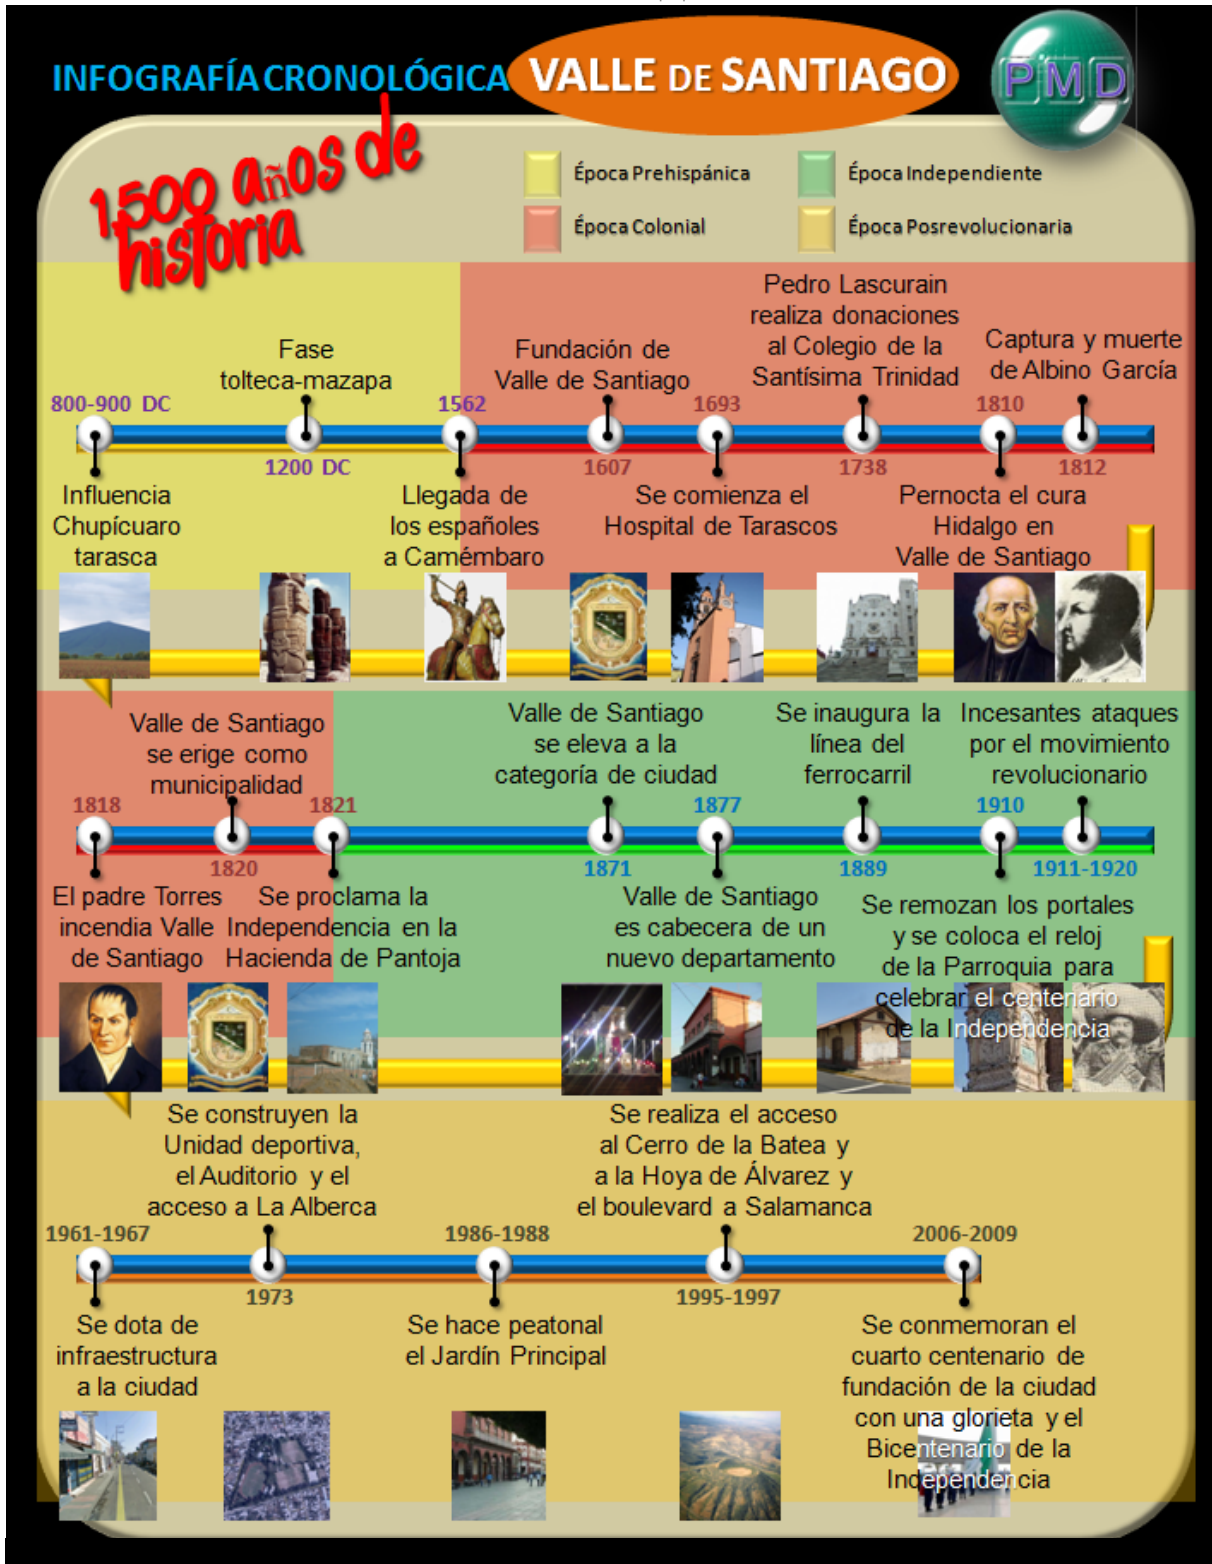 INFOGRAFÍA CRONOLÓGICA
VALLE DE SANTIAGO
PMD
1,500 años de
historia
Época Prehispánica
Época Independiente
Época Colonial
Época Posrevolucionaria
800-900 DC
Influencia
Chupícuaro
tarasca
Fase
tolteca-mazapa
1200 DC
1562
Llegada de
los españoles
a Camémbaro
Fundación de
Valle de Santiago
1607
1693
Se comienza el
Hospital de Tarascos
Pedro Lascurain
realiza donaciones
al Colegio de la
Santísima Trinidad
1738
1810
Pernocta el cura
Hidalgo en
Valle de Santiago
Captura y muerte
de Albino García
1812
1818
El padre Torres
incendia Valle
de Santiago
Valle de Santiago
se erige como
municipalidad
1820
1821
Se proclama la
Independencia en la
Hacienda de Pantoja
Valle de Santiago
se eleva a la
categoría de ciudad
1871
1877
Valle de Santiago
es cabecera de un
nuevo departamento
Se inaugura la
línea del
ferrocarril
1889
1910
Se remozan los portales
y se coloca el reloj
de la Parroquia para
celebrar el centenario
de la Independencia
Incesantes ataques
por el movimiento
revolucionario
1911-1920
1961-1967
Se dota de
infraestructura
a la ciudad
Se construyen la
Unidad deportiva,
el Auditorio y el
acceso a La Alberca
1973
1986-1988
Se hace peatonal
el Jardín Principal
Se realiza el acceso
al Cerro de la Batea y
a la Hoya de Álvarez y
el boulevard a Salamanca
1995-1997
2006-2009
Se conmemoran el
cuarto centenario de
fundación de la ciudad
con una glorieta y el
Bicentenario de la
Independencia